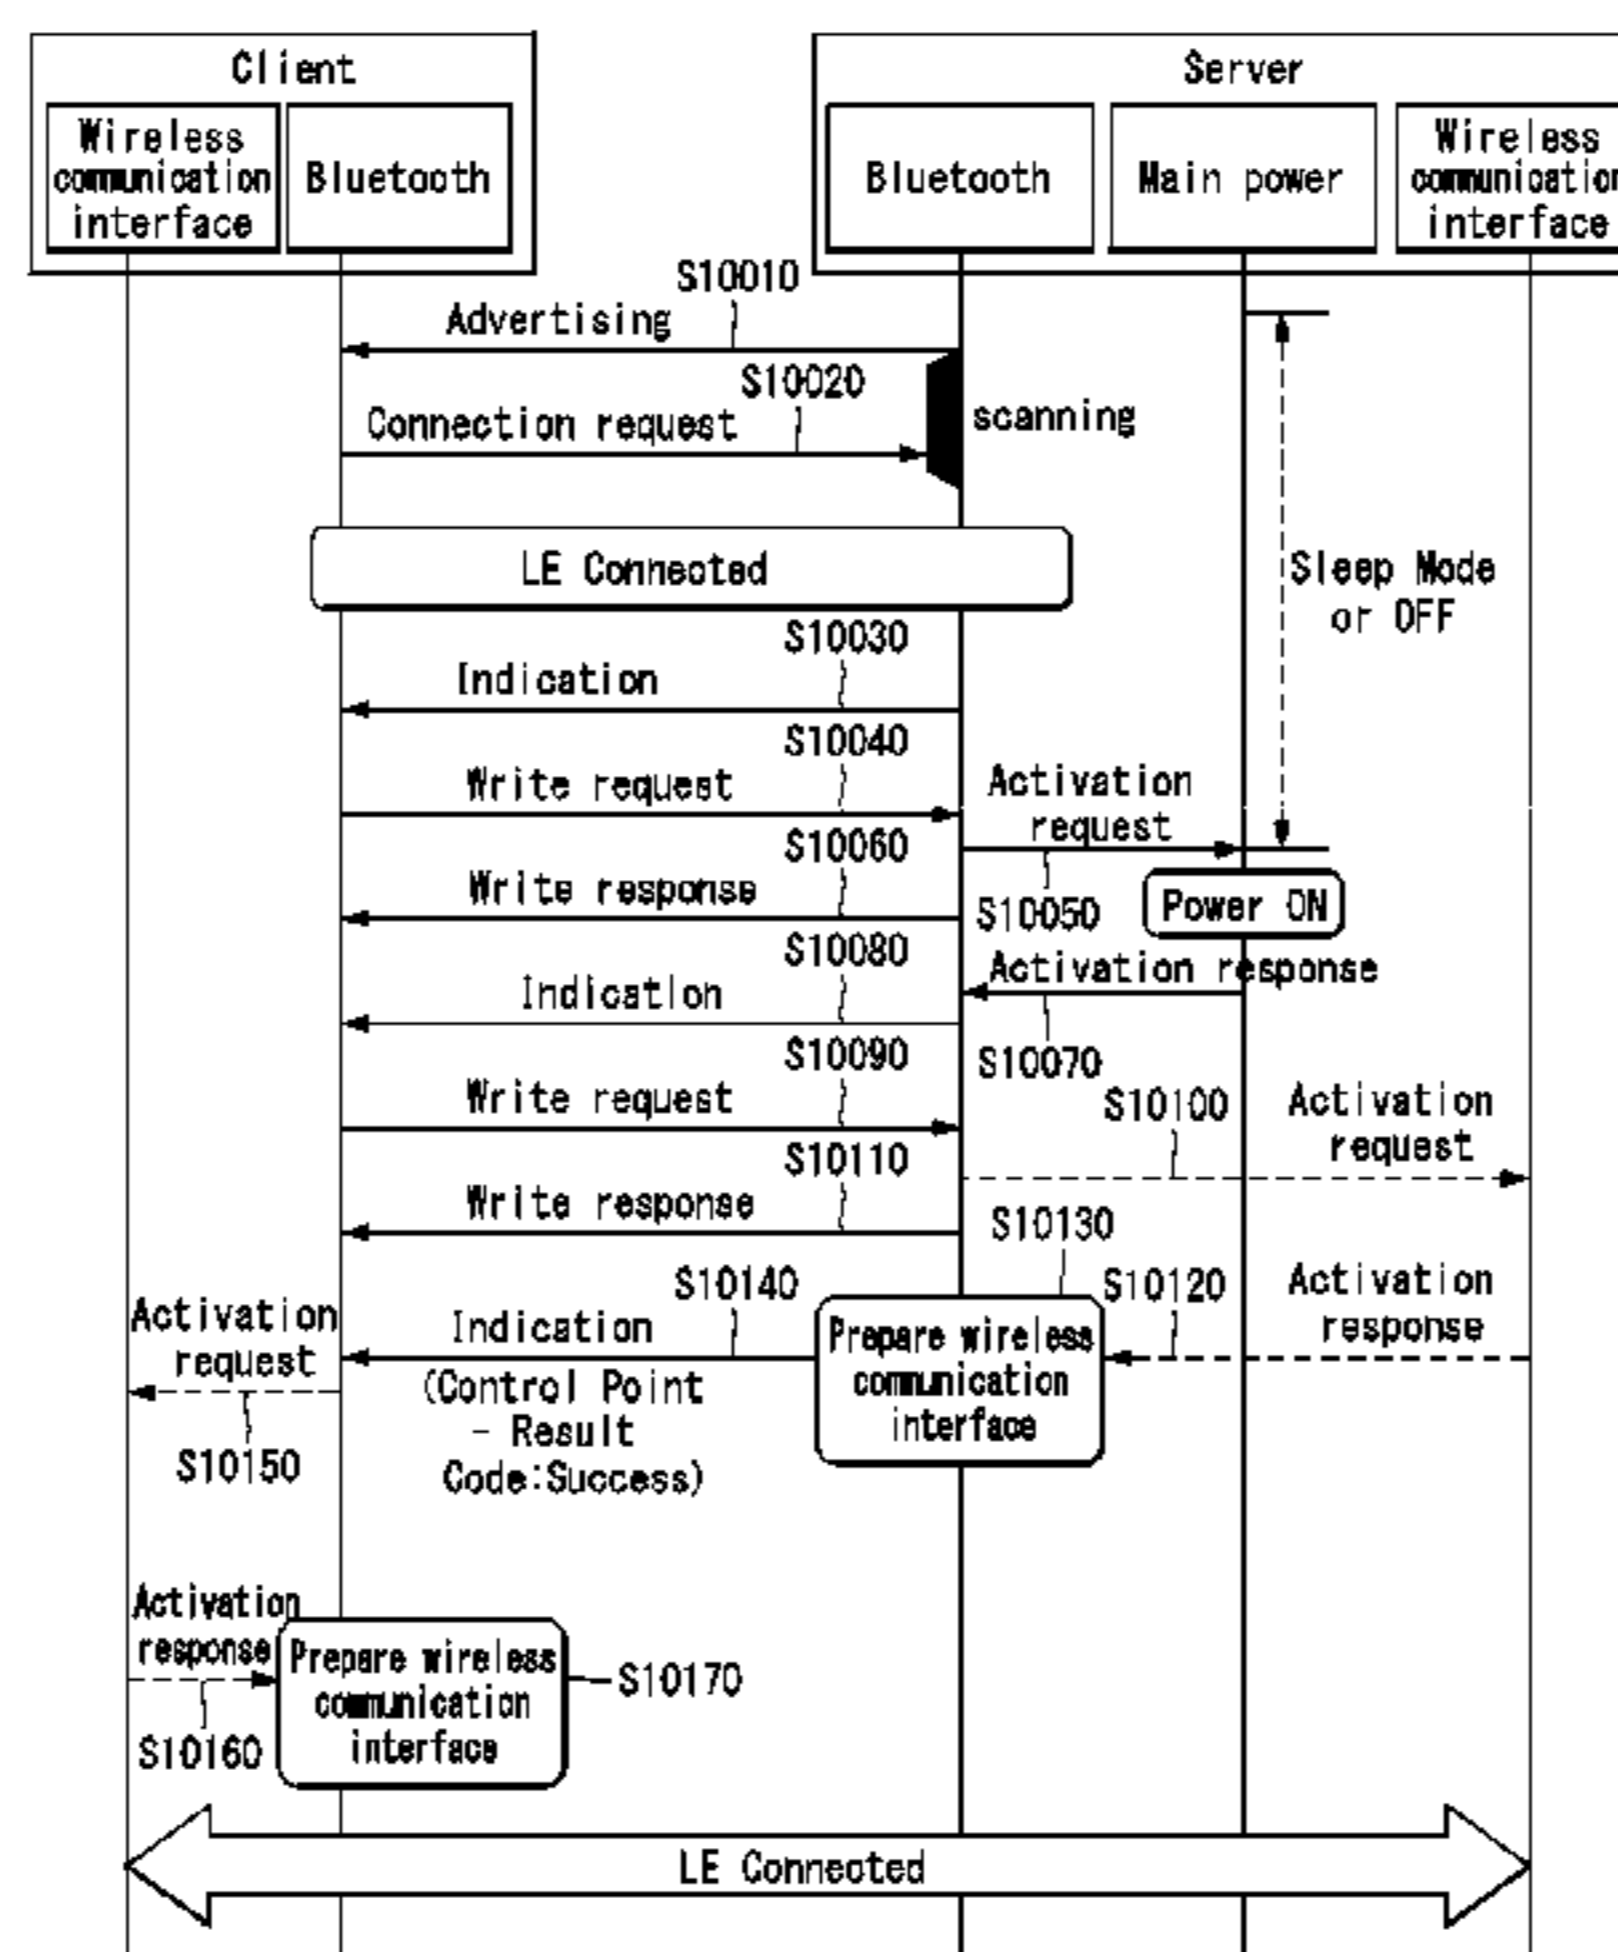 Client
Server
Wireless
communication
interface
Bluetooth
Bluetooth
Main power
Wireless
communication
interface
S10010
Advertising
S10020
Connection request
scanning
LE Connected
Sleep Mode
or OFF
S10030
Indication
S10040
Write request
Activation
request
S10060
Write response
S10050
Power ON
S10080
Activation response
Indication
S10090
S10070
Write request
S10100
Activation
request
S10110
Write response
S10130
S10140
S10120
Activation
response
Activation
request
Indication
(Control Point
- Result
Code:Success)
Prepare wireless
communication
interface
S10150
Activation
response
Prepare wireless
communication
interface
S10170
S10160
LE Connected